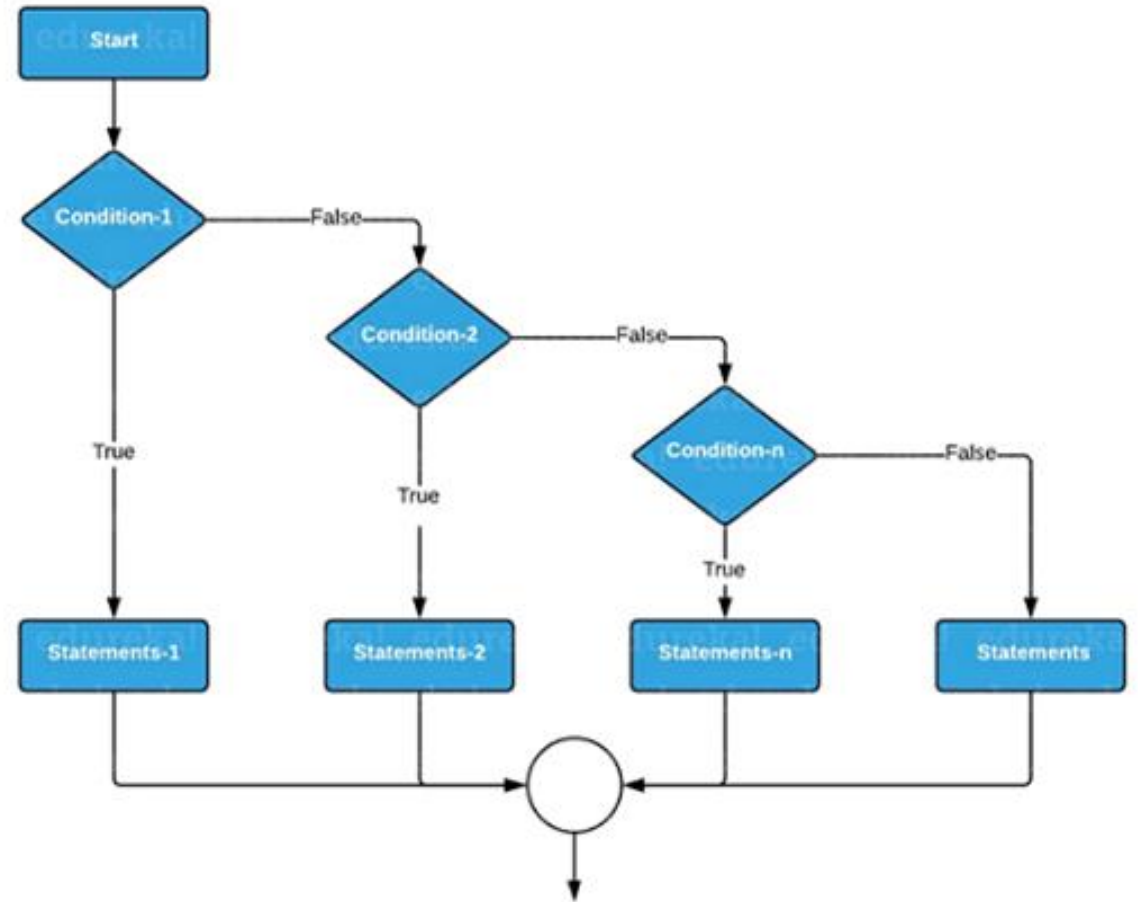 Start
Condition-1
False
Condition-2
False
Condition-n
False
True
True
True
Statements-1
Statements-2
Statements-n
Statements